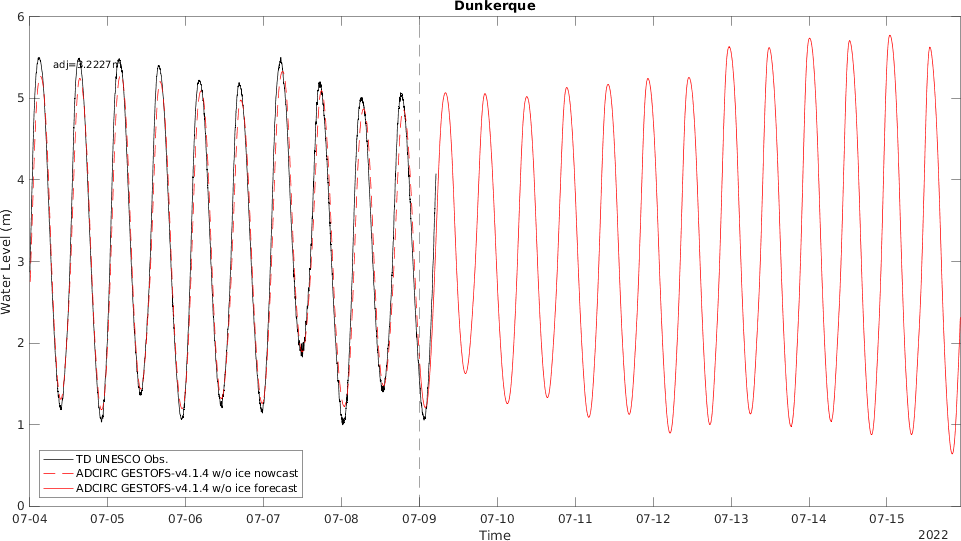 Dunkerque
adj=3.2227m
Water Level (m)
6
5
4
3
2
1
0
TD UNESCO Obs.
ADCIRC GESTOFS-v4.1.4 w/o ice nowcast
ADCIRC GESTOFS-v4.1.4 w/o ice forecast
07-04 07-05 07-06 07-07 07-08 07-09 07-10 07-11 07-12 07-13 07-14 07-15
Time
2022